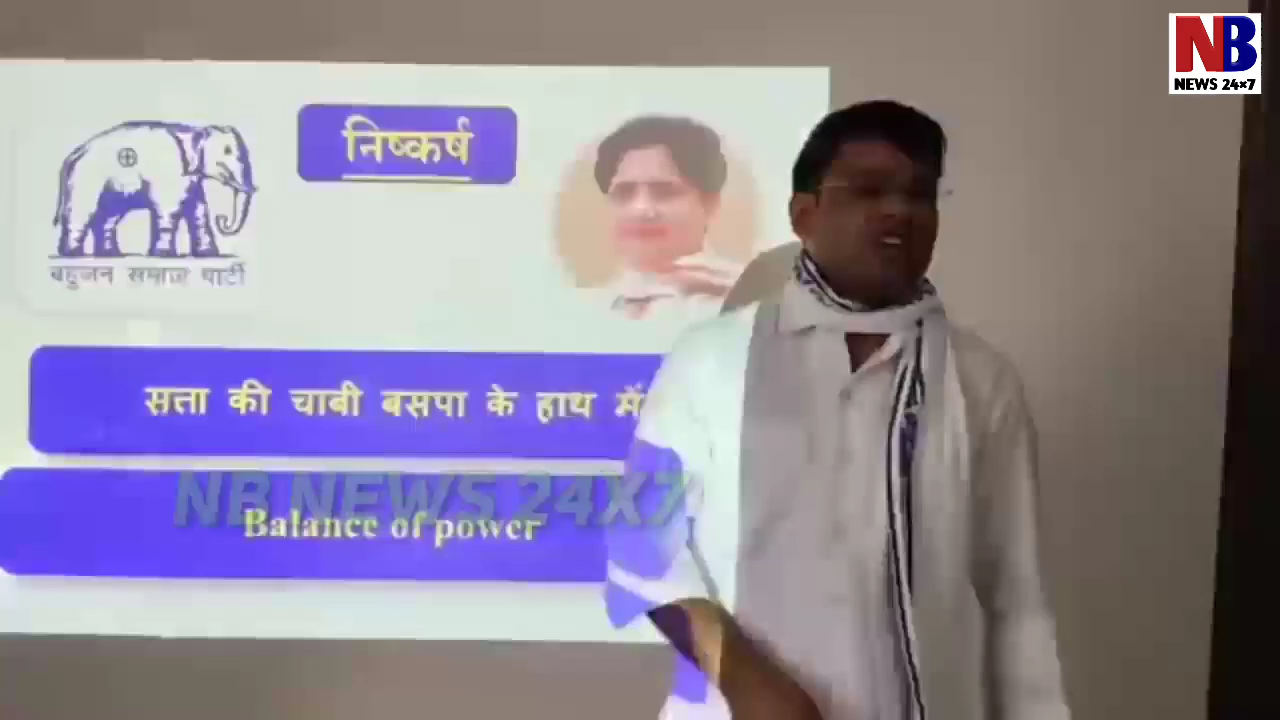 NB
NEWS 24×7
निष्कर्ष
बहुजन समाज पार्टी
सत्ता की चाबी बसपा के हाथ में
NB NEWS 24X7
Balance of power